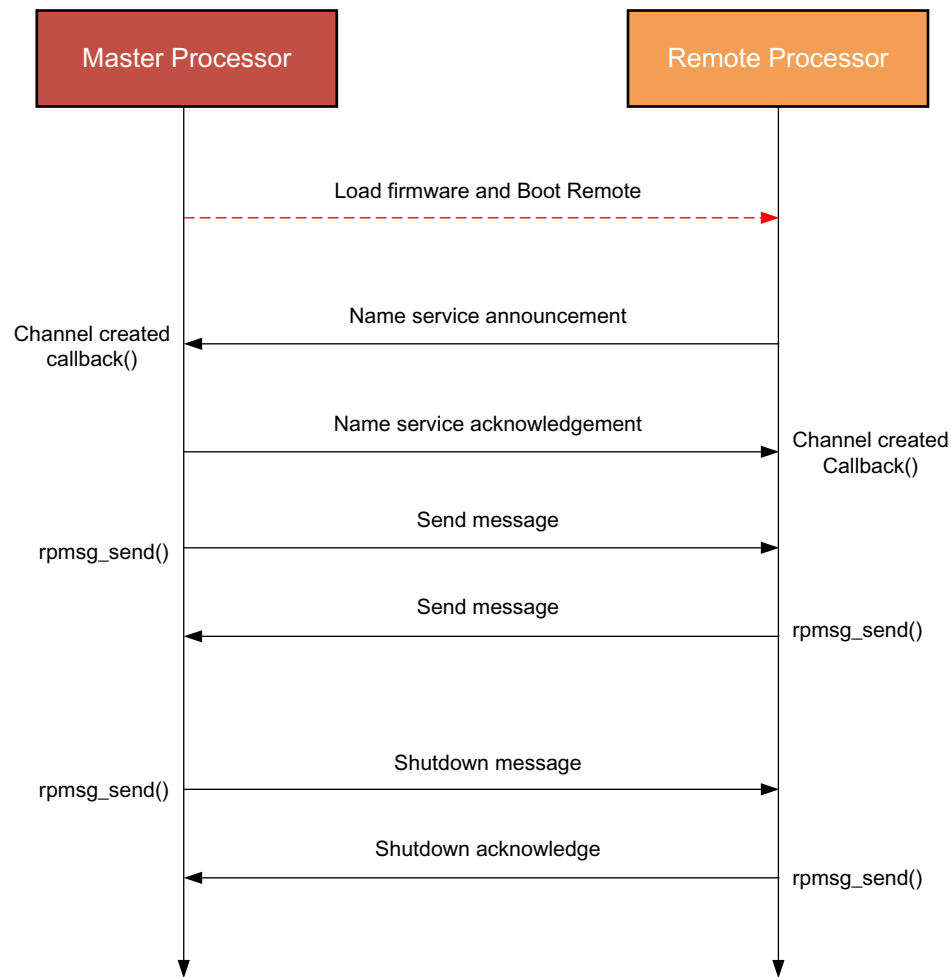 Master Processor
Remote Processor
Load firmware and Boot Remote
Name service announcement
Channel created
callback()
Name service acknowledgement
Channel created
Callback()
Send message
rpmsg_send()
Send message
rpmsg_send()
Shutdown message
rpmsg_send()
Shutdown acknowledge
rpmsg_send()